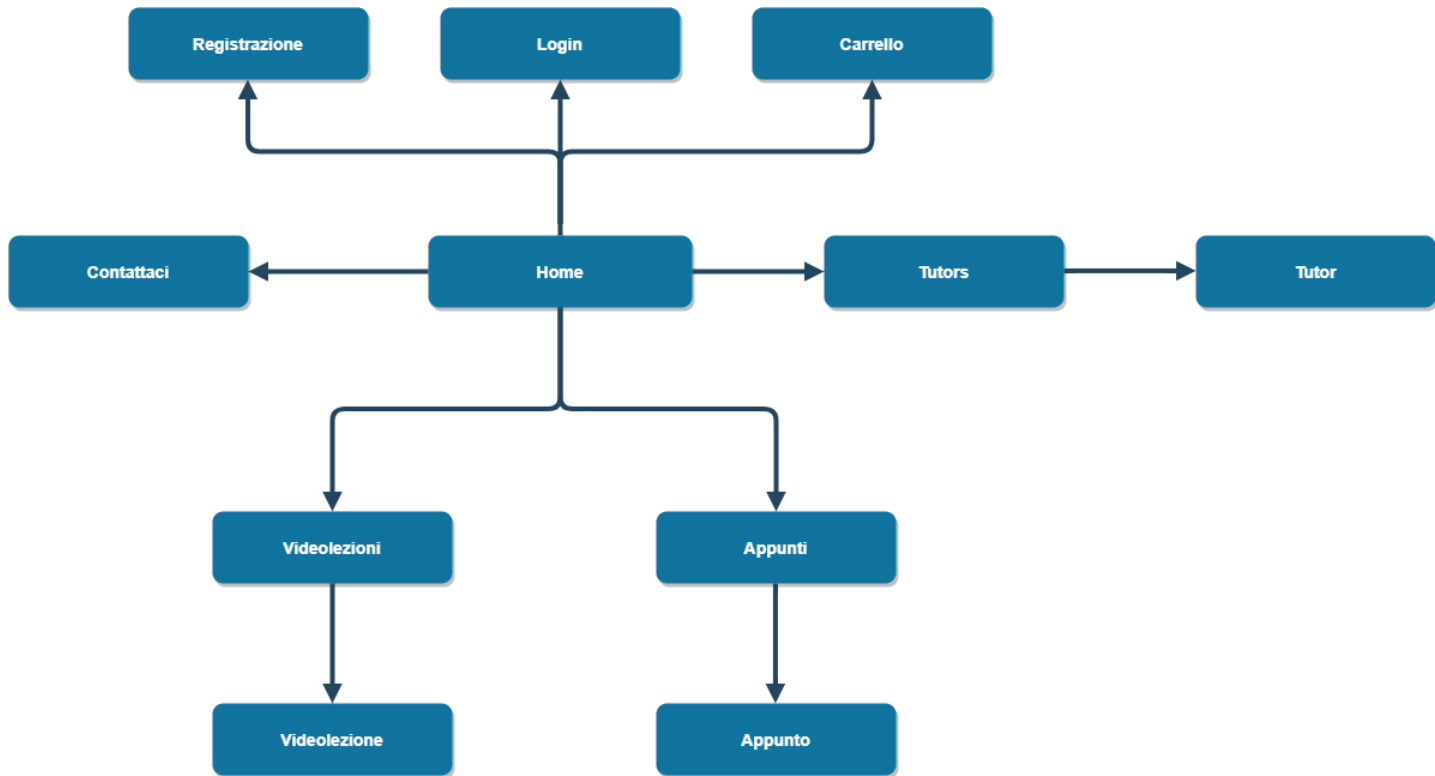 Registrazione
Login
Carrello
Contattaci
Home
Tutors
Tutor
Videolezioni
Appunti
Videolezione
Appunto